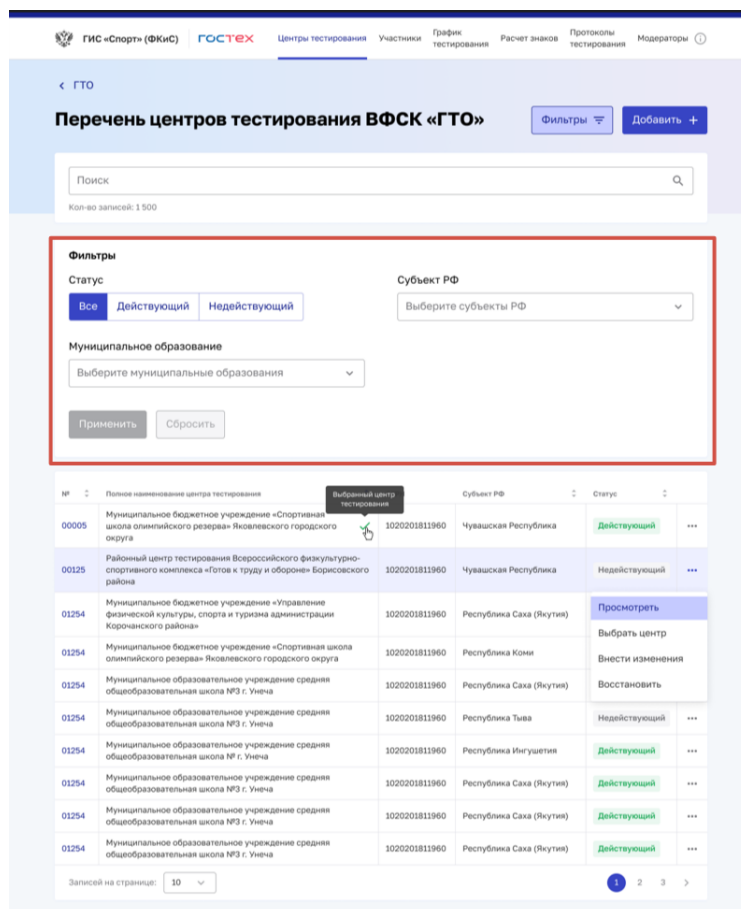 ГИС «Спорт» (ФКиС)
ГОСТЕХ
Центры тестирования
Участники
График
тестирования
Расчет знаков
Протоколы
тестирования
Модераторы
ГТО
Перечень центров тестирования ВФСК «ГТО»
Фильтры
Добавить +
Поиск
Кол-во записей: 1 500
Фильтры
Статус
Субъект РФ
Все
Действующий
Недействующий
Выберите субъекты РФ
Муниципальное образование
Выберите муниципальные образования
Применить
Сбросить
№
Полное наименование центра тестирования
Субъект РФ
Статус
Выбранный центр
тестирования
Муниципальное бюджетное учреждение «Спортивная
00005 школа олимпийского резерва» Яковлевского городского 1020201811960 Чувашская Республика Действующий ...
округа
Районный центр тестирования Всероссийского физкультурно-
00125 спортивного комплекса «Готов к труду и обороне» Борисовского 1020201811960 Чувашская Республика Недействующий ...
района
Муниципальное бюджетное учреждение «Управление
01254 физической культуры, спорта и туризма администрации 1020201811960 Республика Саха (Якутия)
Корочанского района»
Просмотреть
Выбрать центр
Внести изменения
Восстановить
Муниципальное бюджетное учреждение «Спортивная школа
01254 олимпийского резерва» Яковлевского городского округа 1020201811960 Республика Коми
Муниципальное образовательное учреждение средняя
01254 общеобразовательная школа №3 г. Унеча 1020201811960 Республика Саха (Якутия)
Муниципальное образовательное учреждение средняя
01254 общеобразовательная школа №3 г. Унеча 1020201811960 Республика Тыва Недействующий ...
Муниципальное образовательное учреждение средняя
01254 общеобразовательная школа № г. Унеча 1020201811960 Республика Ингушетия Действующий ...
Муниципальное образовательное учреждение средняя
01254 общеобразовательная школа №3 г. Унеча 1020201811960 Республика Саха (Якутия) Действующий ...
Муниципальное образовательное учреждение средняя
01254 общеобразовательная школа №3 г. Унеча 1020201811960 Республика Саха (Якутия) Действующий ...
Муниципальное образовательное учреждение средняя
01254 общеобразовательная школа №3 г. Унеча 1020201811960 Республика Саха (Якутия) Действующий ...
Записей на странице: 10
1 2 3 >